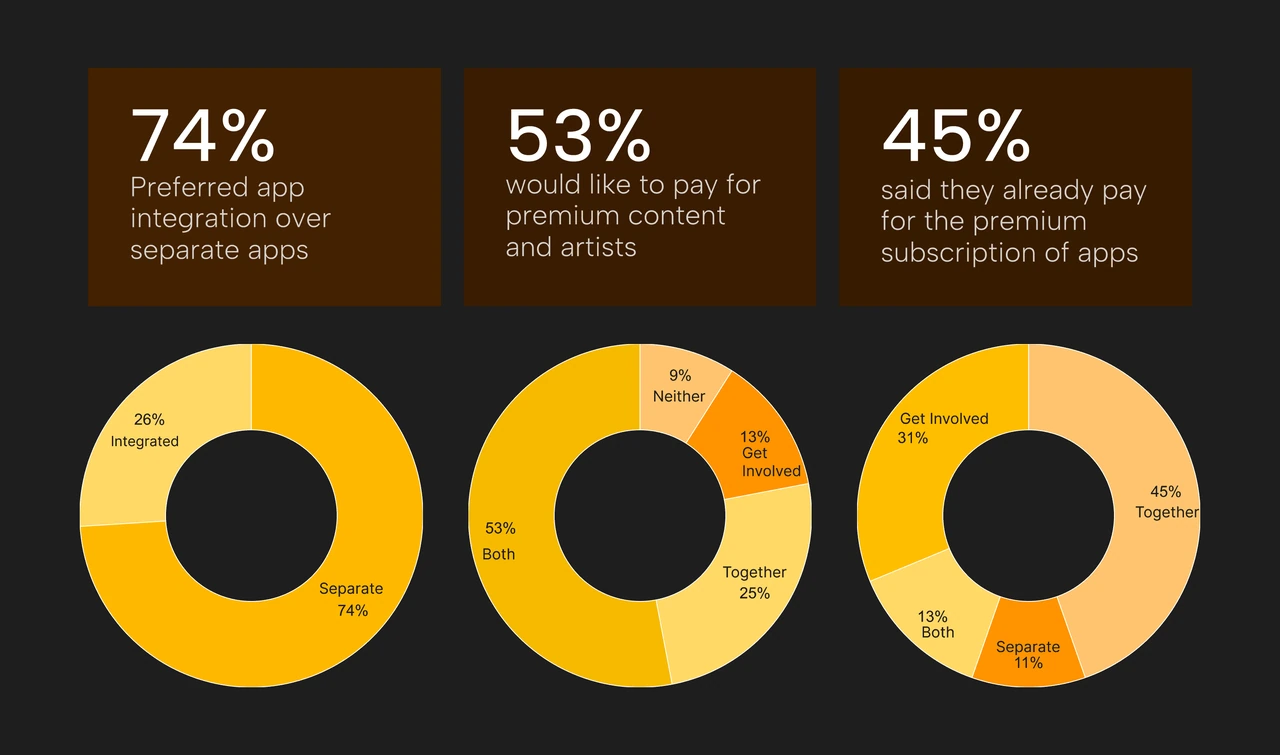 74%
Preferred app
integration over
separate apps
53%
would like to pay for
premium content
and artists
45%
said they already pay
for the premium
subscription of apps
26%
Integrated
Separate
74%
9%
Neither
13%
Get
Involved
53%
Both
Together
25%
Get Involved
31%
45%
Together
13%
Both
Separate
11%